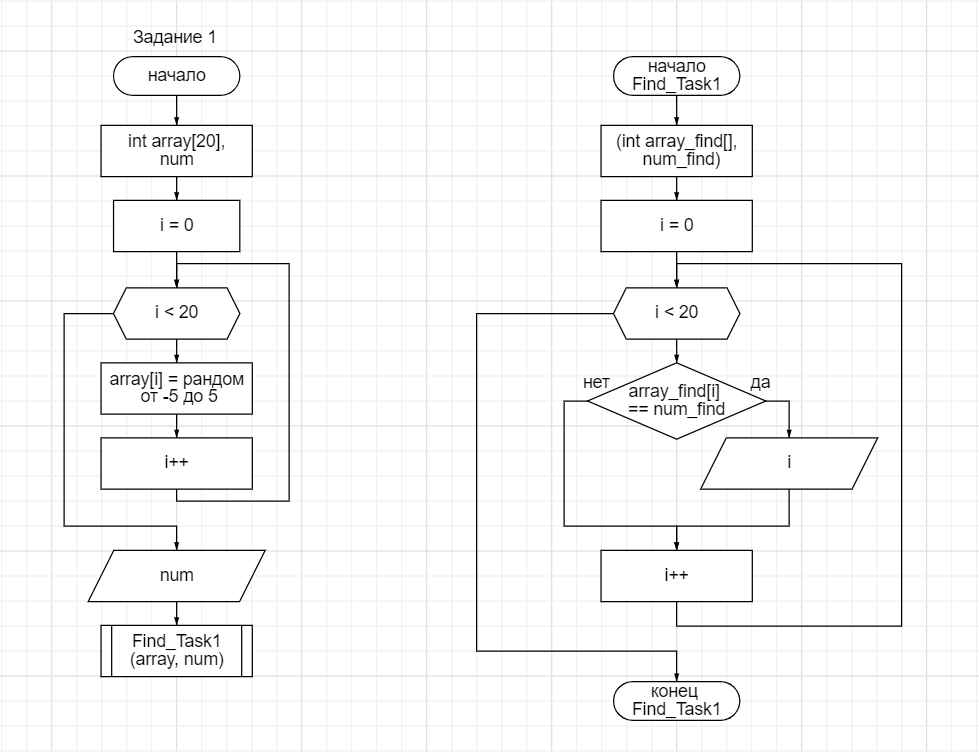 Задание 1
начало
int array[20],
num
i = 0
i < 20
array[i] = рандом
от -5 до 5
i++
num
Find_Task1
(array, num)
начало
Find_Task1
(int array_find[],
num_find)
i = 0
i < 20
нет
array_find[i]
== num_find
да
i
i++
конец
Find_Task1